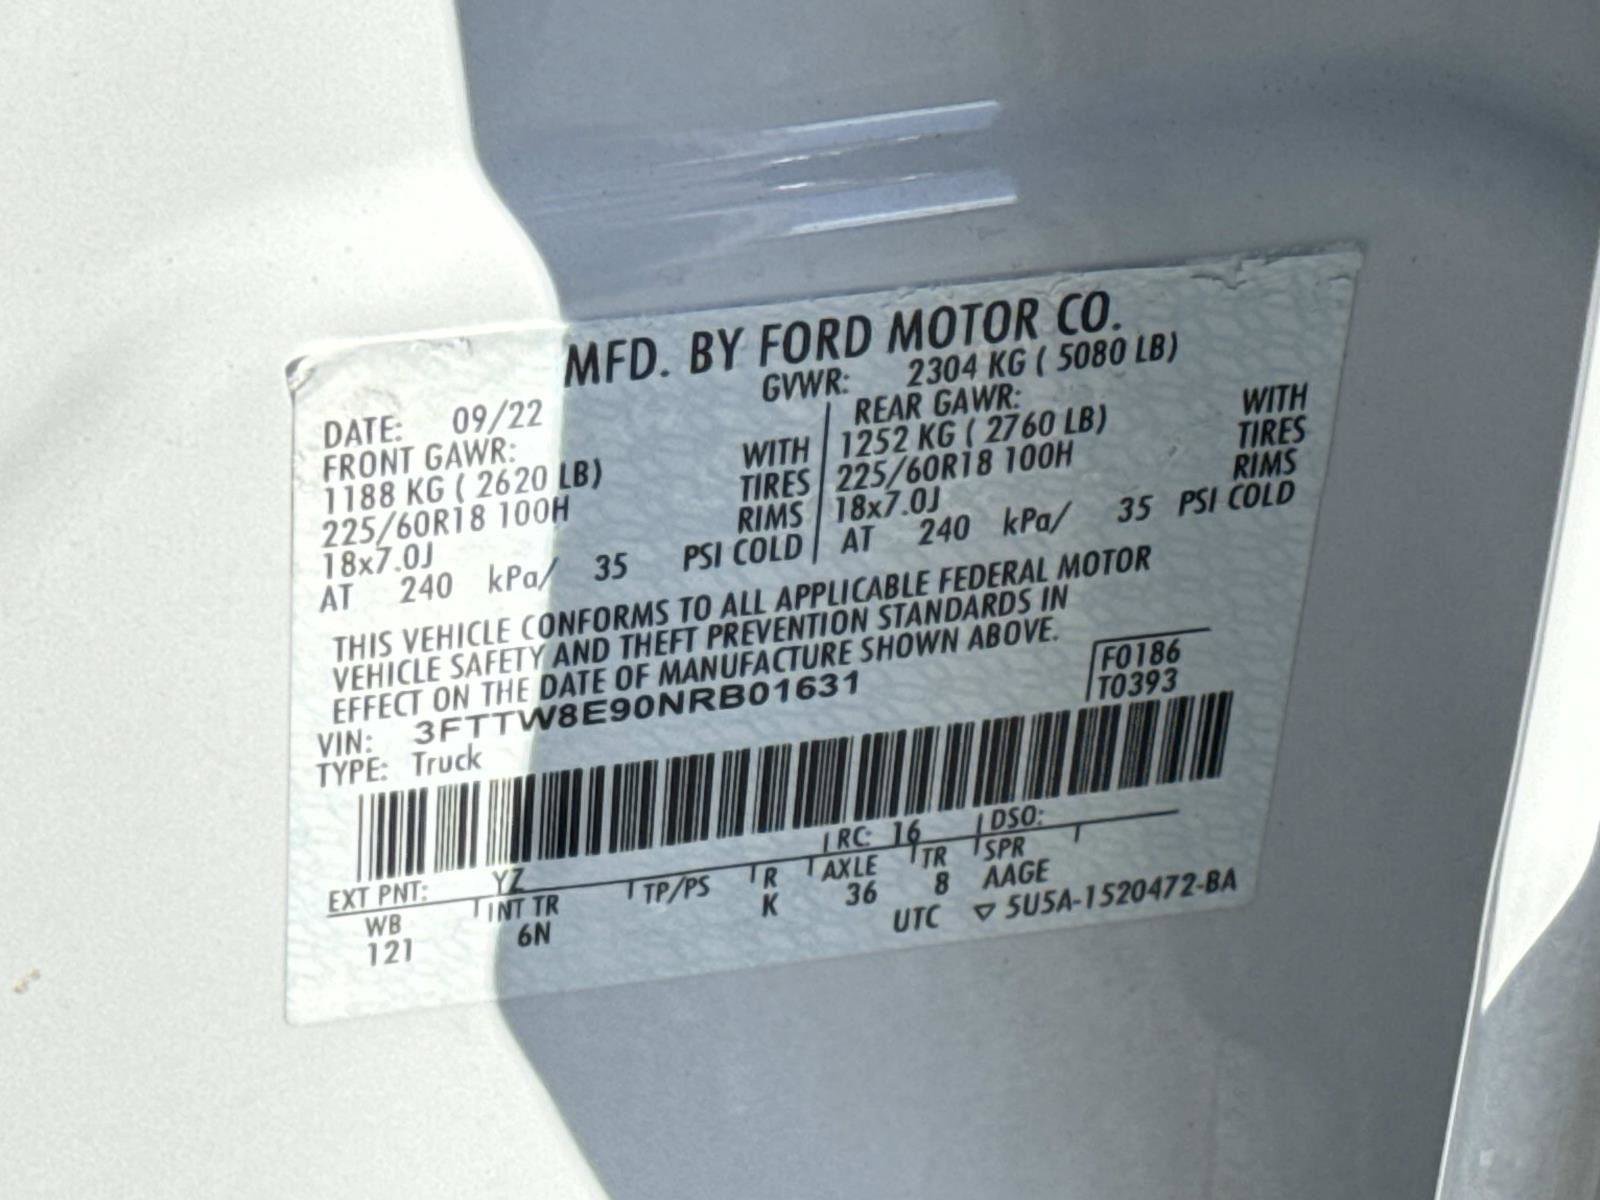 MFD. BY FORD MOTOR CO.
GVWR: 2304 KG ( 5080 LB)
DATE: 09/22
FRONT GAWR:
1188 KG ( 2620 LB) WITH
225/60R18 100H TIRES
18x7.0J RIMS
AT 240 kPa/ 35 PSI COLD
REAR GAWR:
1252 KG ( 2760 LB) WITH
225/60R18 100H TIRES
18x7.0J RIMS
AT 240 kPa/ 35 PSI COLD
THIS VEHICLE CONFORMS TO ALL APPLICABLE FEDERAL MOTOR
VEHICLE SAFETY AND THEFT PREVENTION STANDARDS IN
EFFECT ON THE DATE OF MANUFACTURE SHOWN ABOVE.
VIN: 3FTTW8E90NRB01631
TYPE: Truck
F0186
T0393
EXT PNT: YZ RC: 16 DSO:
WB INT TR TP/PS R AXLE TR SPR
121 6N K 36 8 AAGE
UTC ▽ 5U5A-1520472-BA